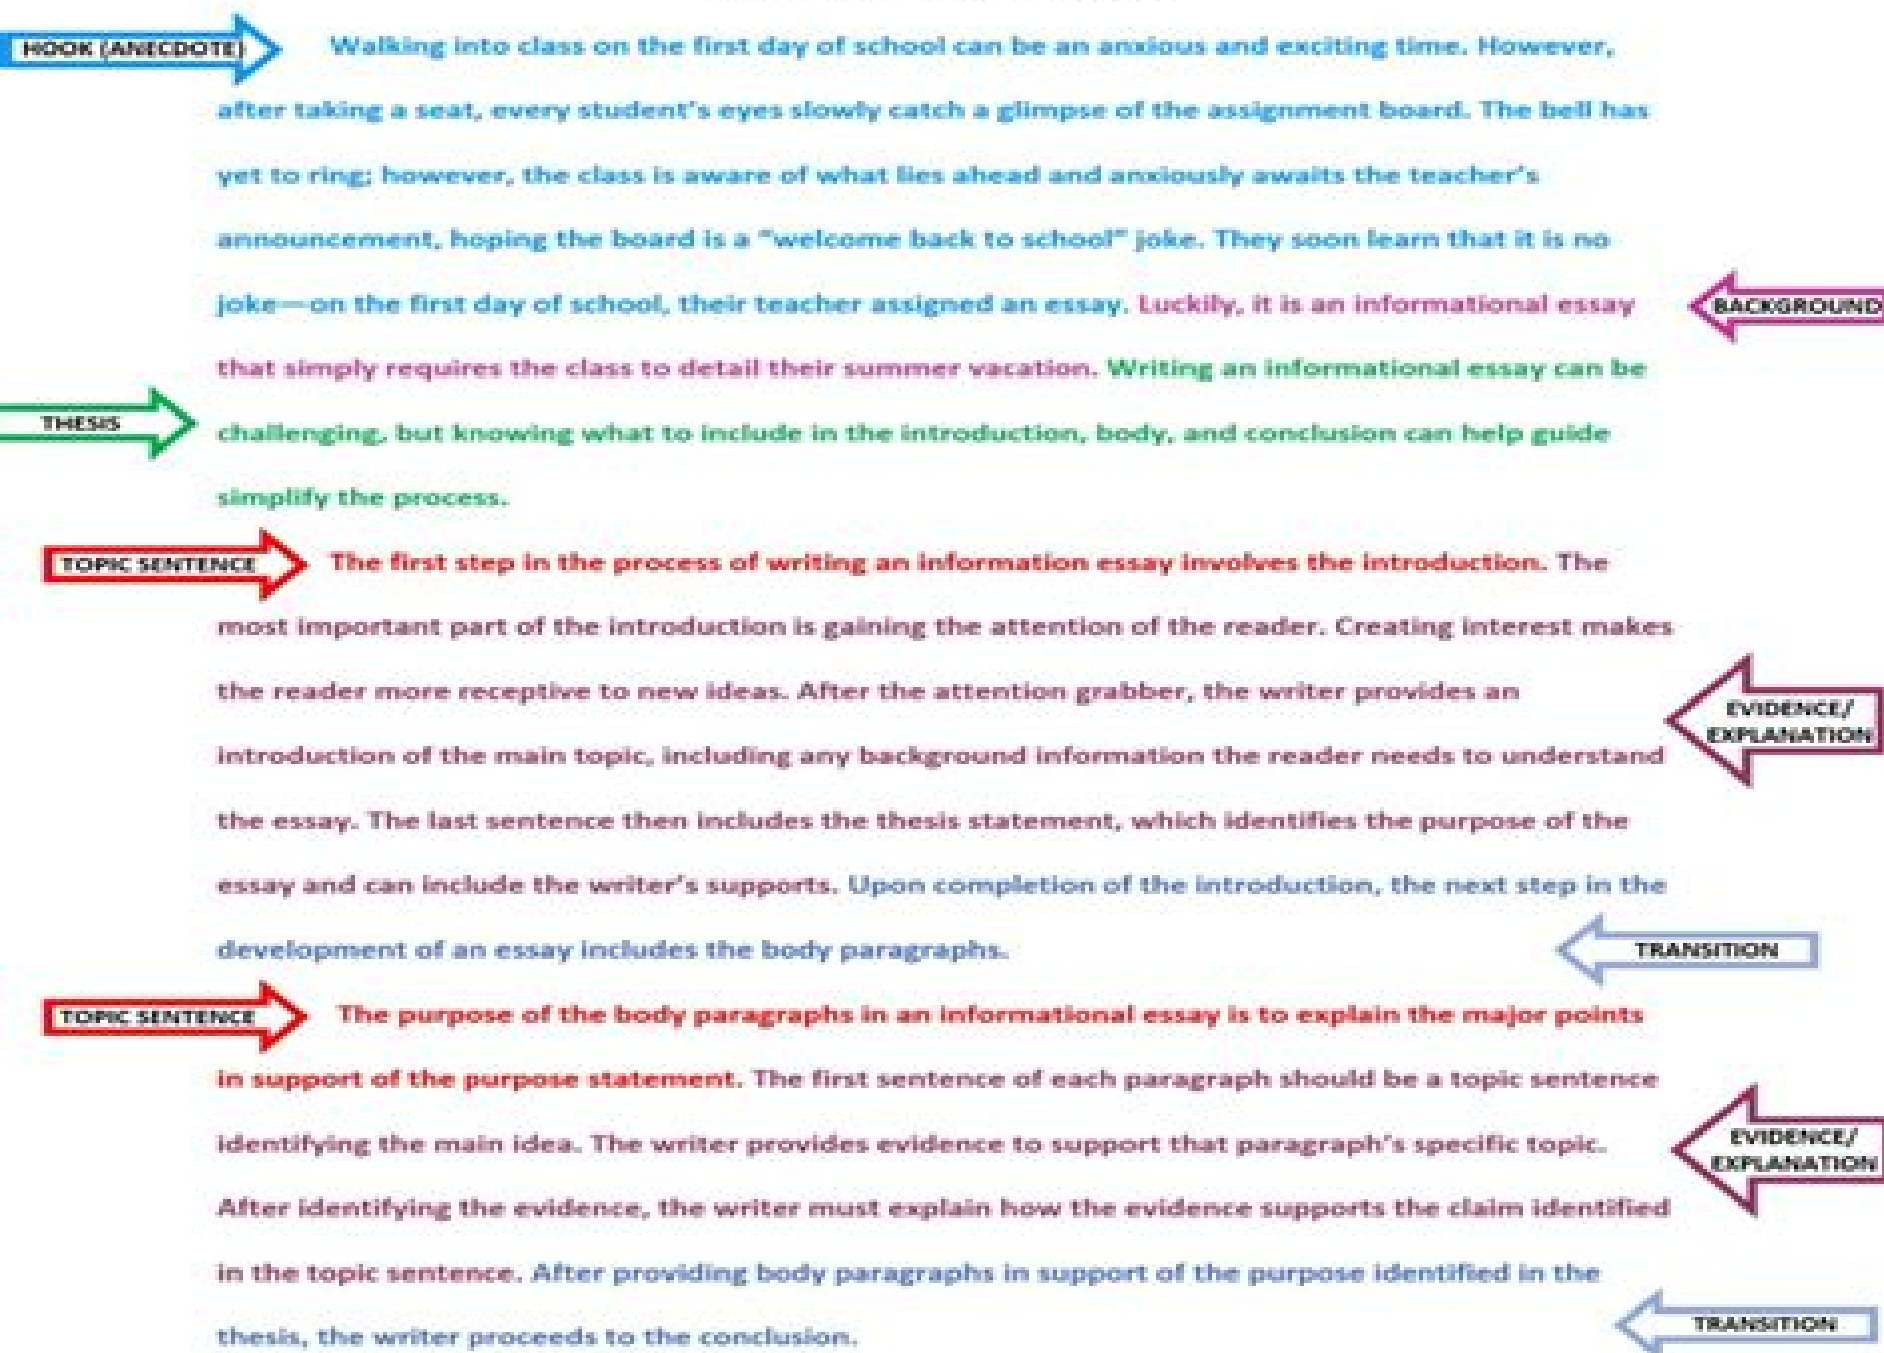 HOOK (ANECDOTE)
Walking into class on the first day of school can be an anxious and exciting time. However,
after taking a seat, every student's eyes slowly catch a glimpse of the assignment board. The bell has
yet to ring; however, the class is aware of what lies ahead and anxiously awaits the teacher's
announcement, hoping the board is a "welcome back to school" joke. They soon learn that it is no
joke—on the first day of school, their teacher assigned an essay. Luckily, it is an informational essay
BACKGROUND
that simply requires the class to detail their summer vacation. Writing an informational essay can be
THESIS
challenging, but knowing what to include in the introduction, body, and conclusion can help guide
simplify the process.
TOPIC SENTENCE
The first step in the process of writing an information essay involves the introduction. The
most important part of the introduction is gaining the attention of the reader. Creating interest makes
the reader more receptive to new ideas. After the attention grabber, the writer provides an
EVIDENCE/
EXPLANATION
introduction of the main topic, including any background information the reader needs to understand
the essay. The last sentence then includes the thesis statement, which identifies the purpose of the
essay and can include the writer's supports. Upon completion of the introduction, the next step in the
development of an essay includes the body paragraphs.
TRANSITION
TOPIC SENTENCE
The purpose of the body paragraphs in an informational essay is to explain the major points
in support of the purpose statement. The first sentence of each paragraph should be a topic sentence
identifying the main idea. The writer provides evidence to support that paragraph's specific topic.
EVIDENCE/
EXPLANATION
After identifying the evidence, the writer must explain how the evidence supports the claim identified
in the topic sentence. After providing body paragraphs in support of the purpose identified in the
thesis, the writer proceeds to the conclusion.
TRANSITION